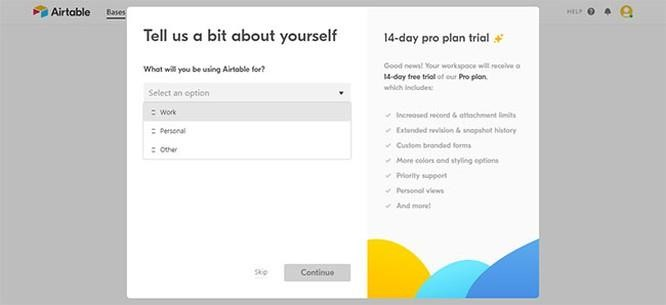 Airtable
Bases
HELP
Tell us a bit about yourself
What will you be using Airtable for?
Select an option
Work
Personal
Other
Skip
Continue
14-day pro plan trial
Good news! Your workspace will receive a
14-day free trial of our Pro plan,
which includes:
Increased record & attachment limits
Extended revision & snapshot history
Custom branded forms
More colors and styling options
Priority support
Personal views
And more!